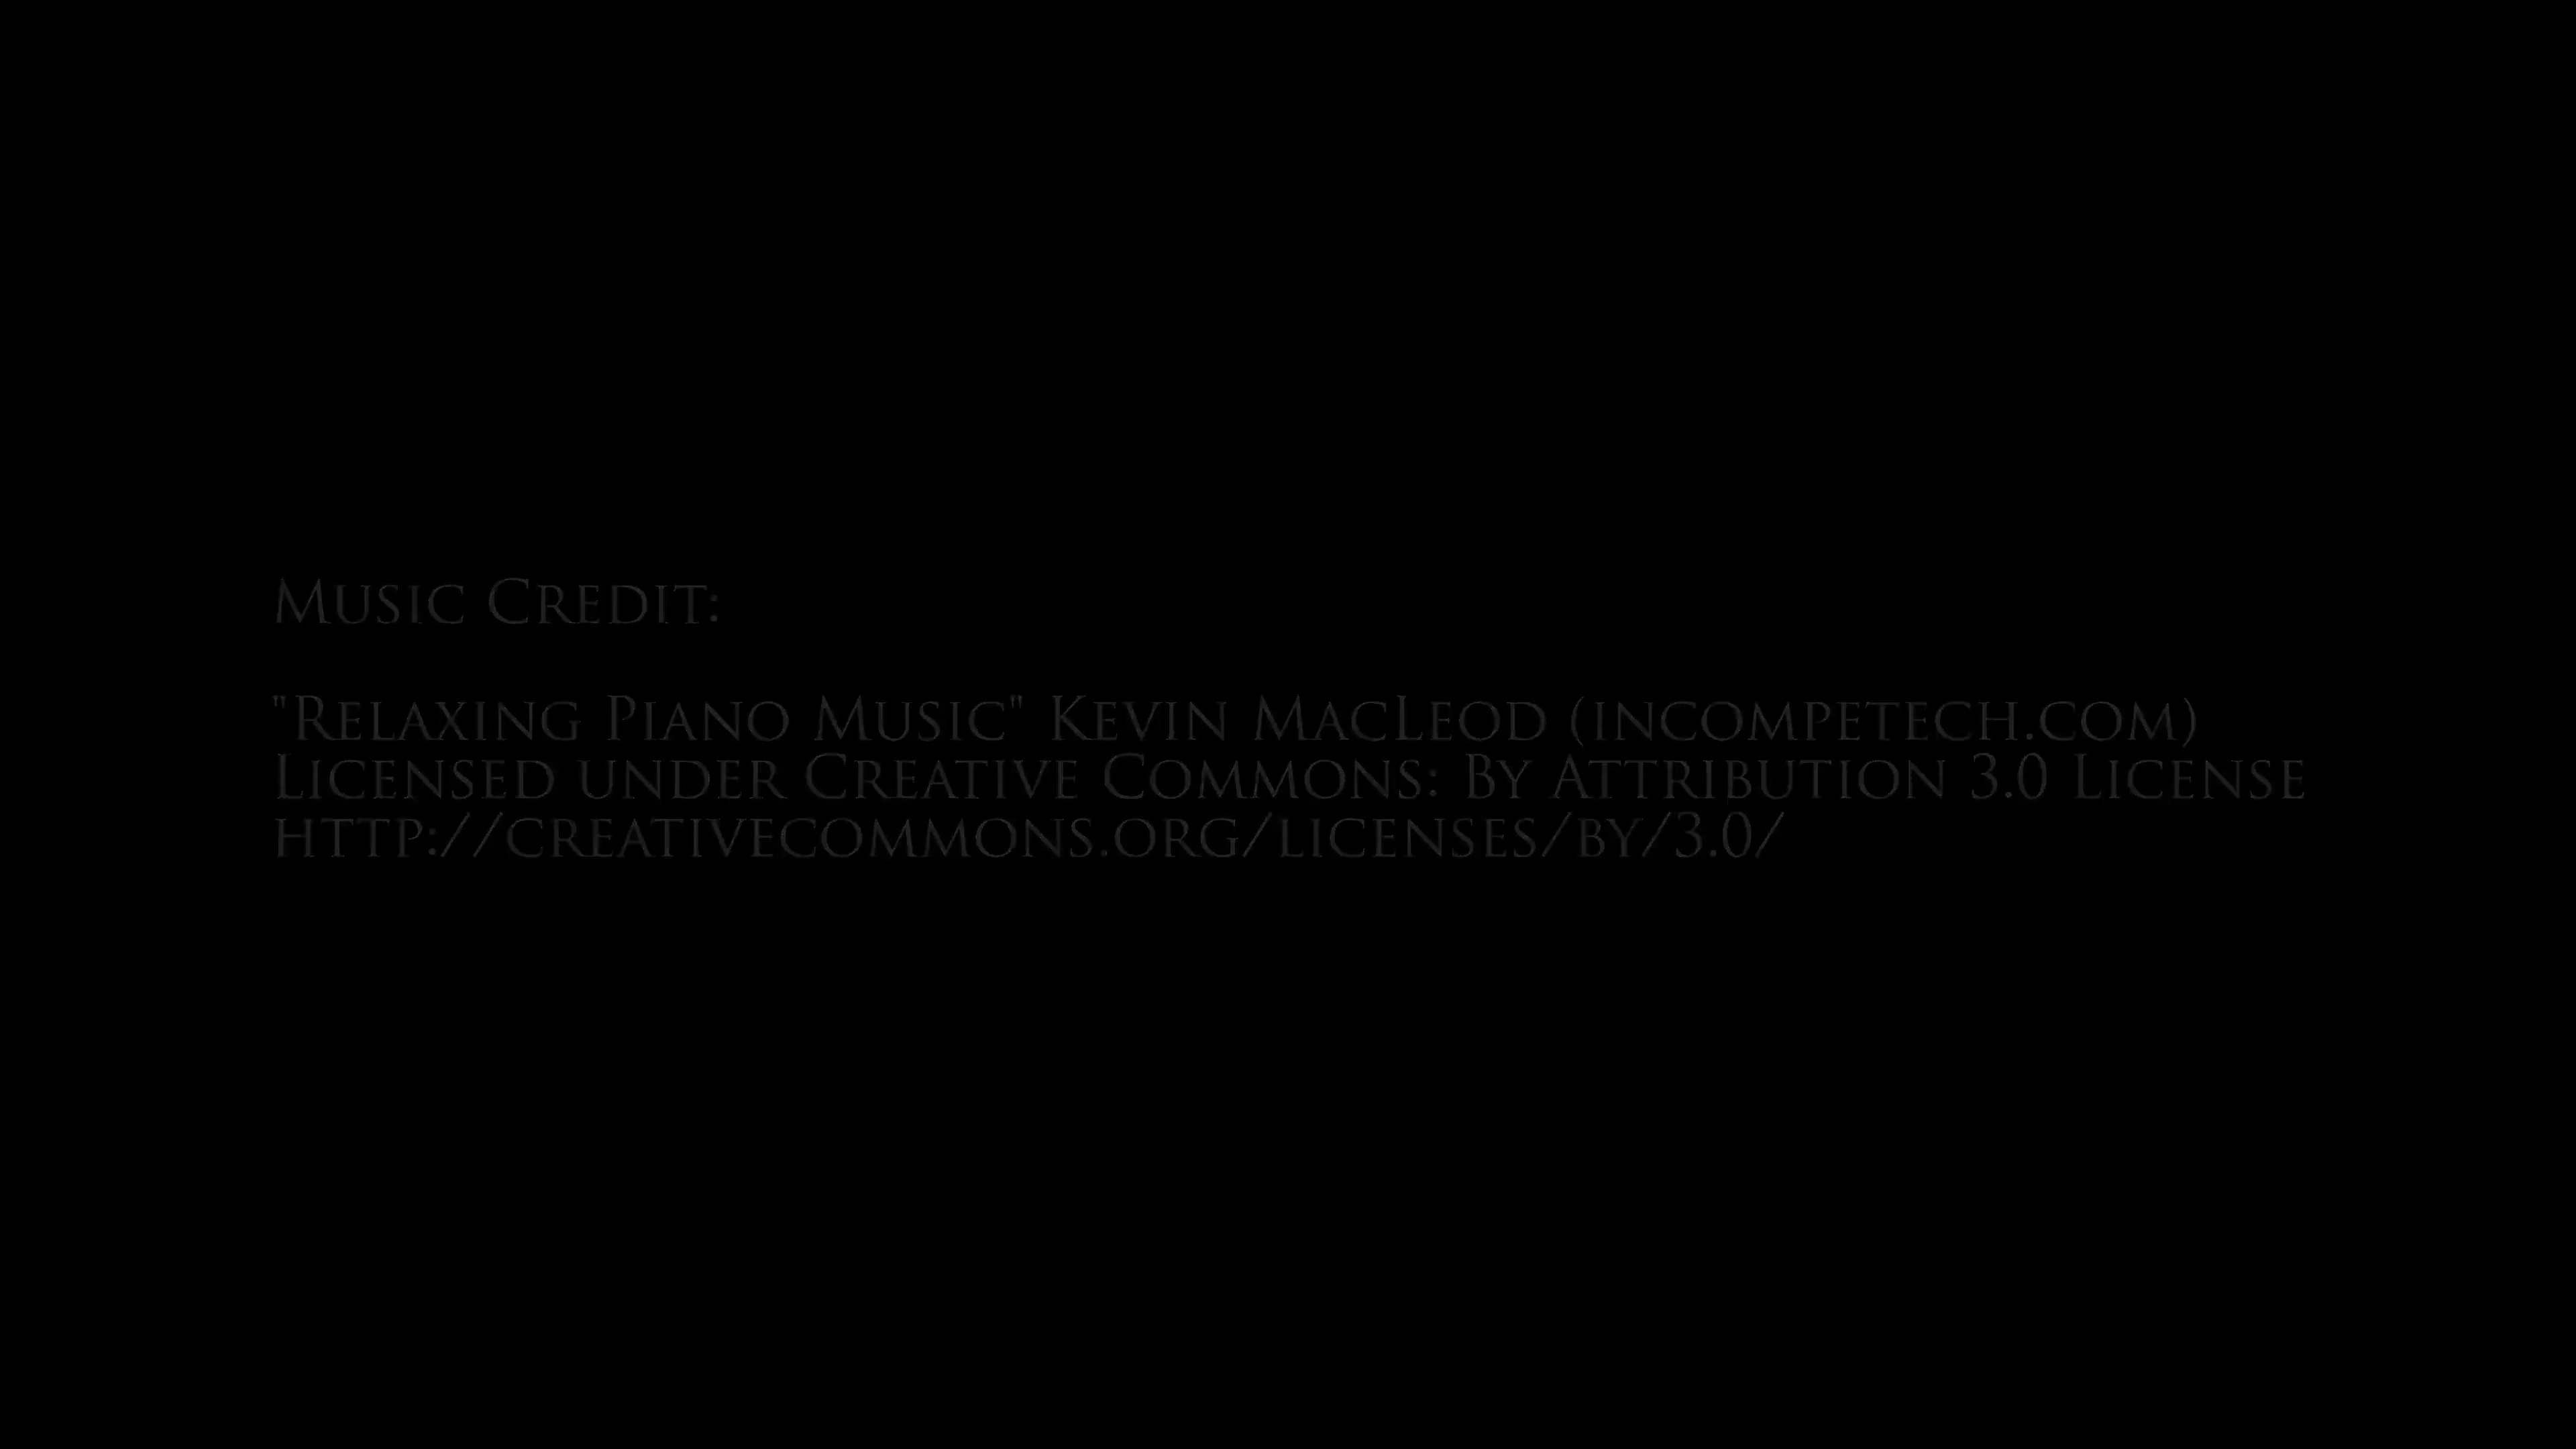 Music Credit:
"Relaxing Piano Music" Kevin MacLeod (incompetech.com)
Licensed under Creative Commons: By Attribution 3.0 License
http://creativecommons.org/licenses/by/3.0/